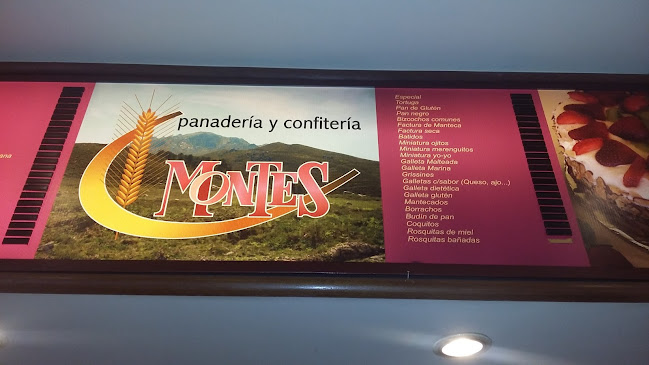 panadería y confitería
MONTES
Especial
Tortuga
Pan de Glutén
Pan negro
Bizcochos comunes
Factura de Manteca
Factura seca
Batidos
Miniatura ojitos
Miniatura merenguitos
Miniatura yo-yó
Galleta Malteada
Galleta Marina
Grisines
Galletas c/sabor (Queso, ajo...)
Galleta dietética
Galleta glutén
Mantecados
Borrachos
Budín de pan
Coquitos
Rosquitas de miel
Rosquitas bañadas